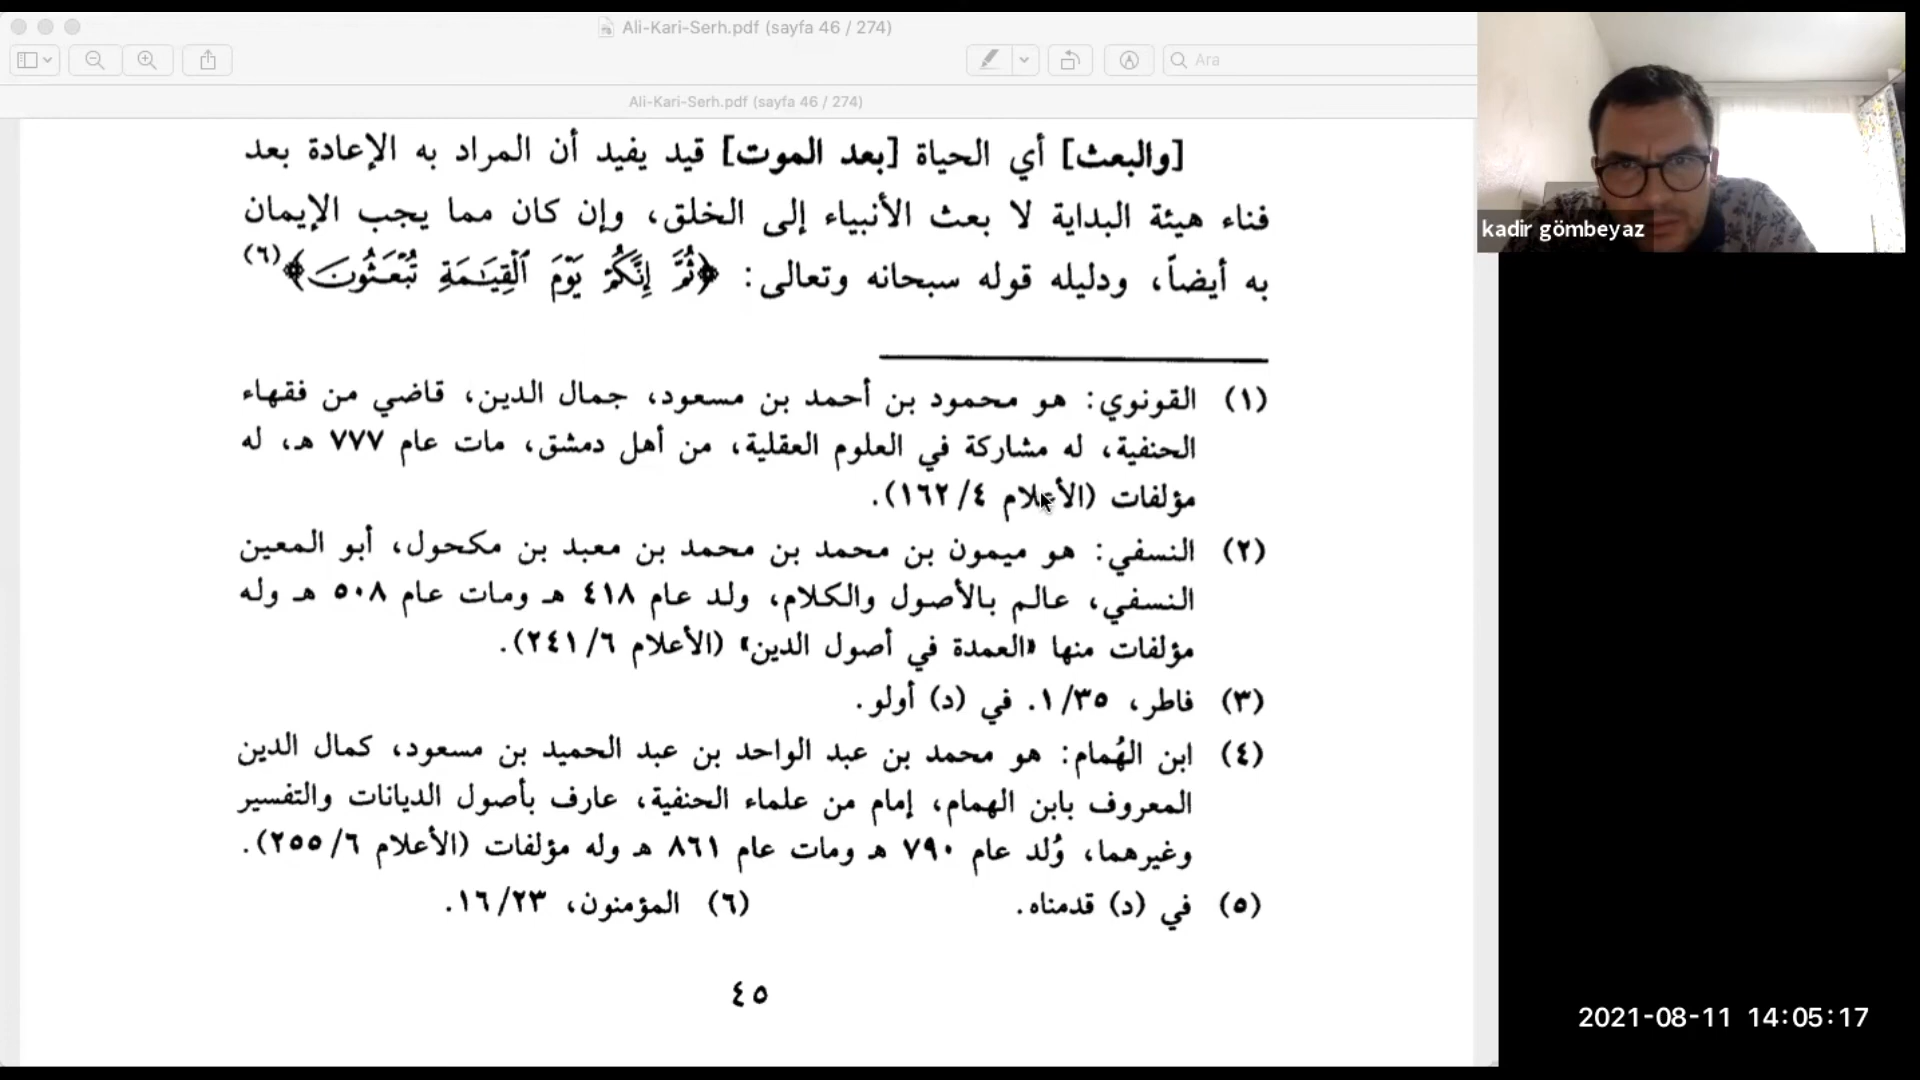 Ali-Kari-Serh.pdf (sayfa 46 / 274)
Ara
Ali-Kari-Serh.pdf (sayfa 46 / 274)
[والبعث] أي الحياة [بعد الموت] قيد يفيد أن المراد به الإعادة بعد
فناء هيئة البداية لا بعث الأنبياء إلى الخلق، وإن كان مما يجب الإيمان
به أيضاً، ودليله قوله سبحانه وتعالى: ﴿ثُمَّ إِنَّكُمْ يَوْمَ ٱلْقِيَـٰمَةِ تُبْعَثُونَ﴾(٦)
(١) القونوي: هو محمود بن أحمد بن مسعود، جمال الدين، قاضي من فقهاء
الحنفية، له مشاركة في العلوم العقلية، من أهل دمشق، مات عام ٧٧٧ هـ، له
مؤلفات (الأعلام ١٦٢/٤).
(٢) النسفي: هو ميمون بن محمد بن محمد بن معبد بن مكحول، أبو المعين
النسفي، عالم بالأصول والكلام، ولد عام ٤١٨ هـ ومات عام ٥٠٨ هـ وله
مؤلفات منها «العمدة في أصول الدين» (الأعلام ٢٤١/٦).
(٣) فاطر، ١/٣٥. في (د) أولو.
(٤) ابن الهُمام: هو محمد بن عبد الواحد بن عبد الحميد بن مسعود، كمال الدين
المعروف بابن الهمام، إمام من علماء الحنفية، عارف بأصول الديانات والتفسير
وغيرهما، وُلد عام ٧٩٠ هـ ومات عام ٨٦١ هـ وله مؤلفات (الأعلام ٢٥٥/٦).
(٥) في (د) قدمناه. (٦) المؤمنون، ١٦/٢٣.
٤٥
kadir gömbeyaz
2021-08-11 14:05:17